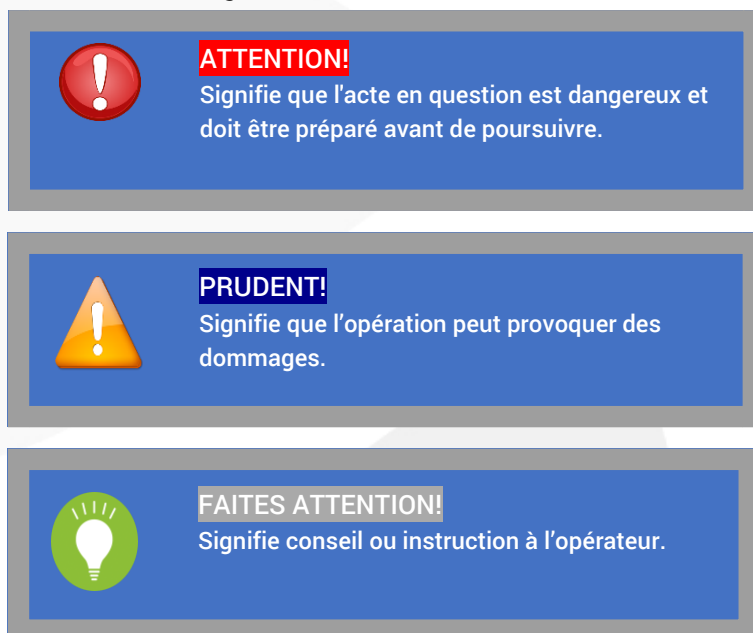 ATTENTION!
Signifie que l'acte en question est dangereux et
doit être préparé avant de poursuivre.
PRUDENT!
Signifie que l’opération peut provoquer des
dommages.
FAITES ATTENTION!
Signifie conseil ou instruction à l’opérateur.